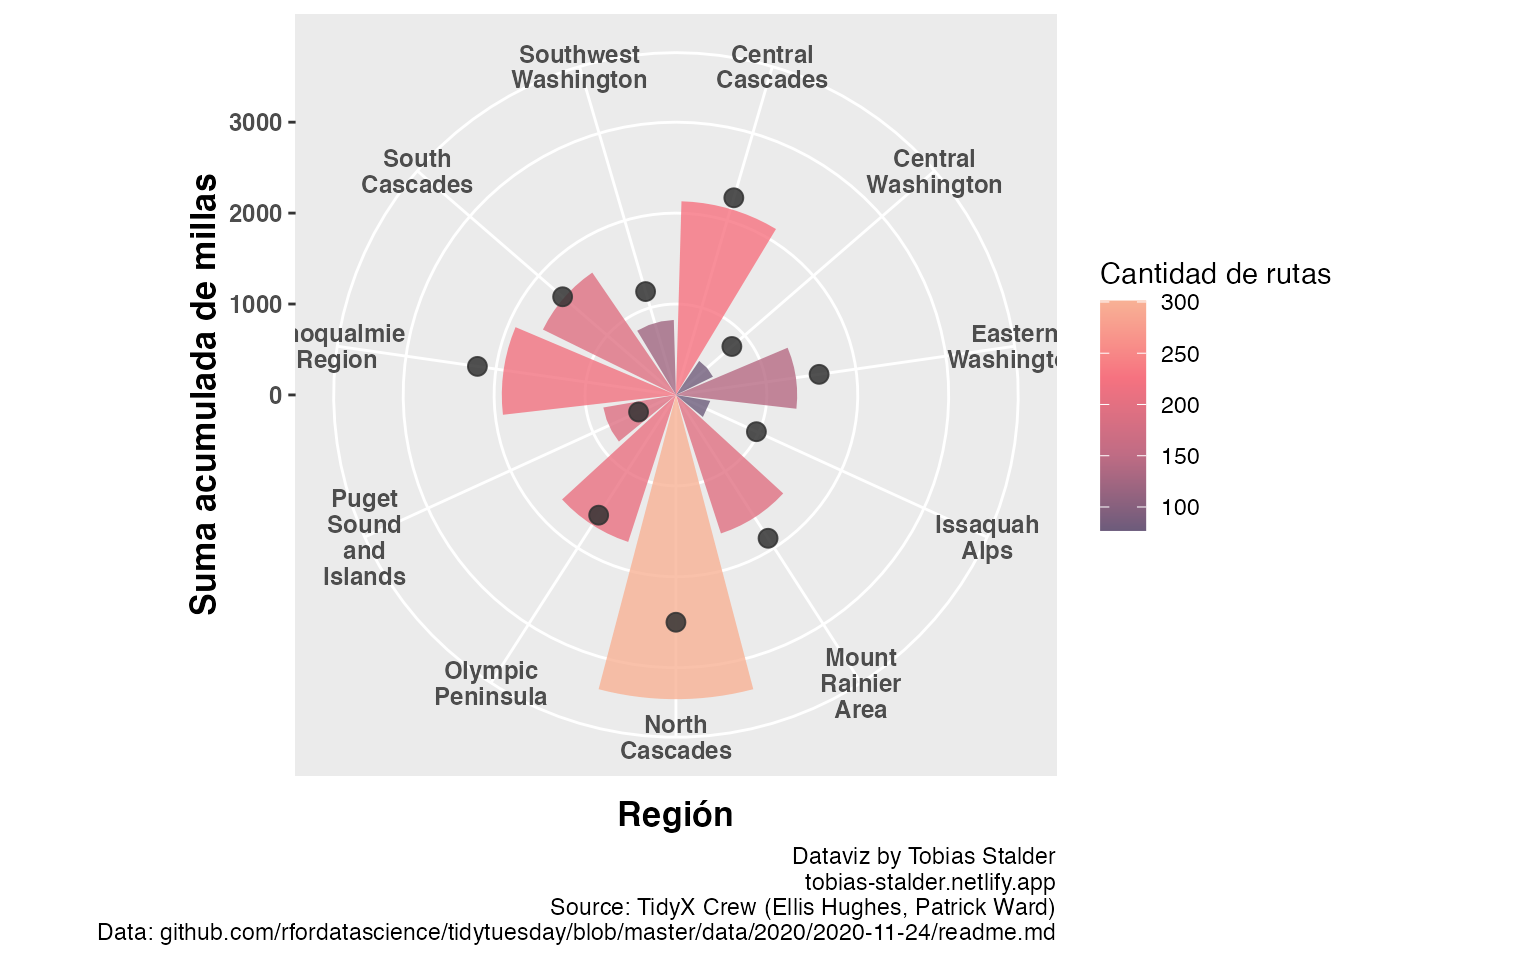 Southwest
Washington
Central
Cascades
3000
South
Cascades
Central
Washington
2000
1000
Suma acumulada de millas
noqualmie
Region
Eastern
Washingt
0
Puget
Sound
and
Islands
Issaquah
Alps
Olympic
Peninsula
Mount
Rainier
Area
North
Cascades
Región
Cantidad de rutas
300
250
200
150
100
Dataviz by Tobias Stalder
tobias-stalder.netlify.app
Source: TidyX Crew (Ellis Hughes, Patrick Ward)
Data: github.com/rfordatascience/tidytuesday/blob/master/data/2020/2020-11-24/readme.md